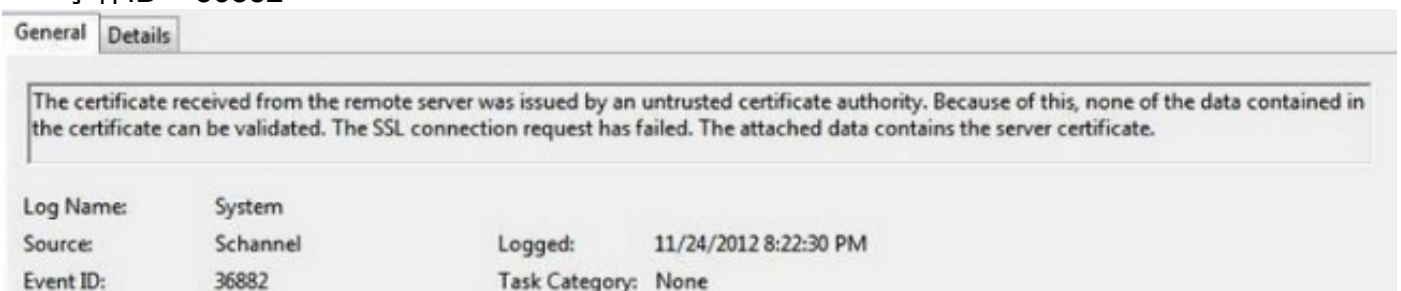 General Details
The certificate received from the remote server was issued by an untrusted certificate authority. Because of this, none of the data contained in
the certificate can be validated. The SSL connection request has failed. The attached data contains the server certificate.
Log Name: System
Source: Schannel Logged: 11/24/2012 8:22:30 PM
Event ID: 36882 Task Category: None